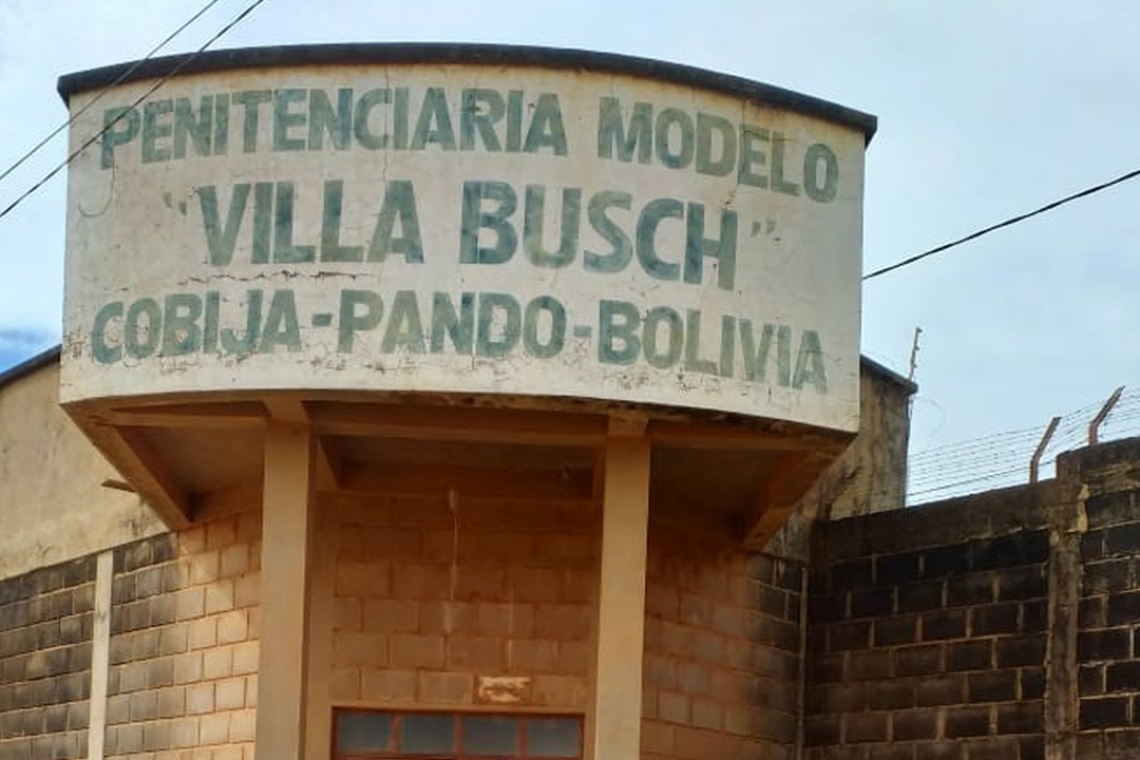 PENITENCIARIA MODELO
"VILLA BUSCH"
COBIJA-PANDO-BOLIVIA